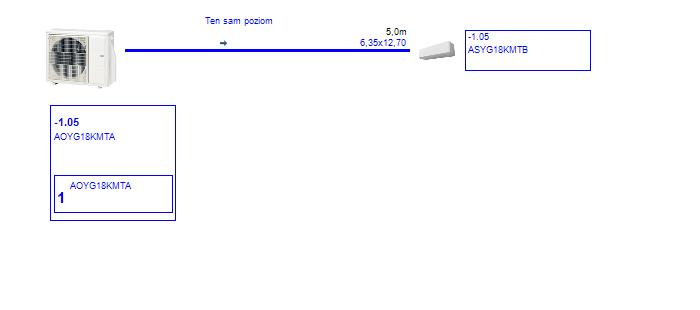 Ten sam poziom
5,0m
6,35x12,70
-1.05
ASYG18KMTB
-1.05
AOYG18KMTA
AOYG18KMTA
1